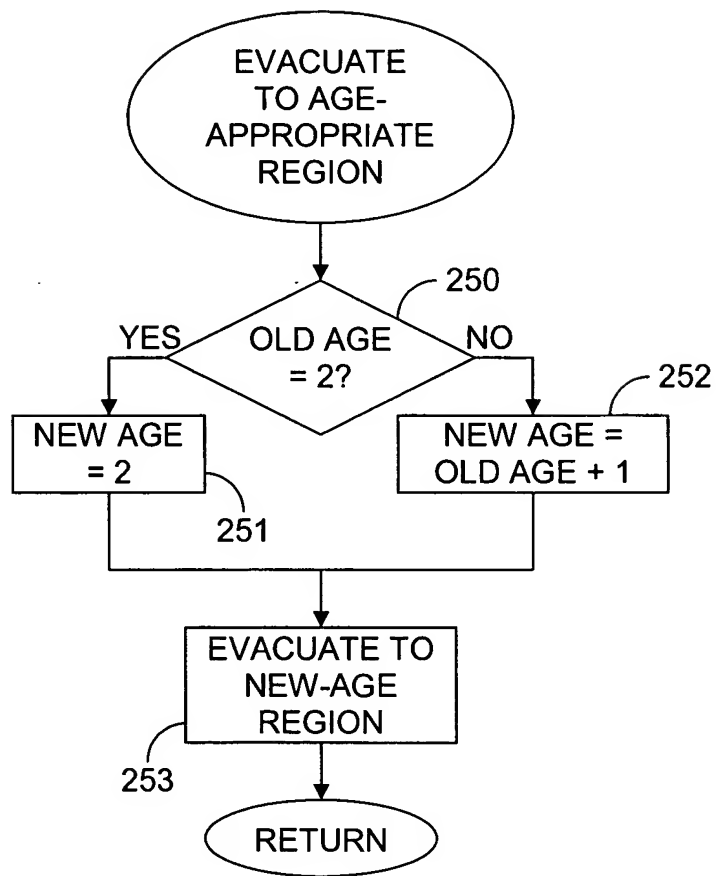 EVACUATE
TO AGE-
APPROPRIATE
REGION
250
YES
OLD AGE
= 2?
NO
252
NEW AGE
= 2
NEW AGE =
OLD AGE + 1
251
EVACUATE TO
NEW-AGE
REGION
253
RETURN